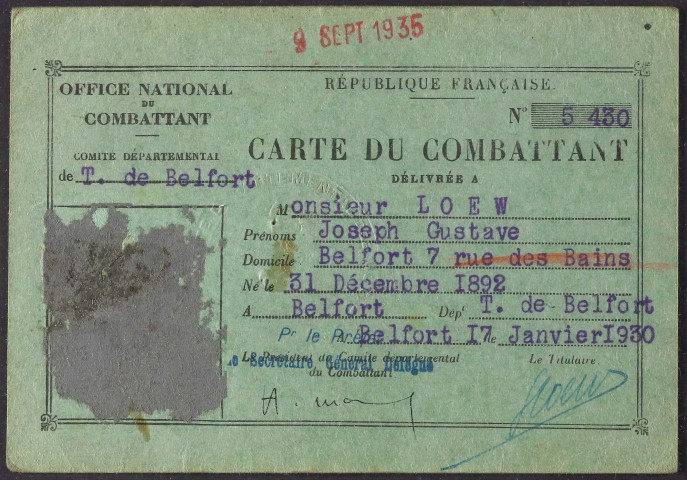 9 SEPT 1935
OFFICE NATIONAL
DU
COMBATTANT
COMITÉ DÉPARTEMENTAL
de T. de Belfort
RÉPUBLIQUE FRANÇAISE.
N° 5 430
CARTE DU COMBATTANT
DÉLIVRÉE A
Monsieur LOEW
Prénoms Joseph Gustave
Domicile Belfort 7 rue des Bains
Né le 31 Décembre 1892
A Belfort Dépt T. de Belfort
Pr le Préfet
Belfort 17 Janvier 1930
Le Président du Comité départemental
du Combattant
Le Secrétaire Général Délégué
Le Titulaire.
Loew